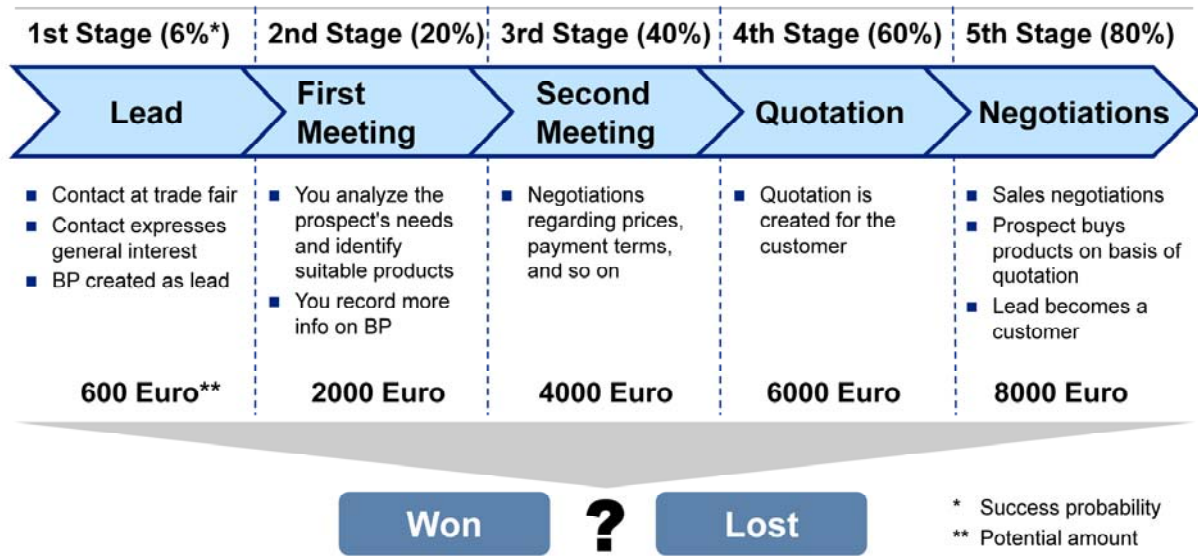 1st Stage (6%*)
2nd Stage (20%)
3rd Stage (40%)
4th Stage (60%)
5th Stage (80%)
Lead
First
Meeting
Second
Meeting
Quotation
Negotiations
■ Contact at trade fair
■ Contact expresses
general interest
■ BP created as lead
■ You analyze the
prospect's needs
and identify
suitable products
■ You record more
info on BP
■ Negotiations
regarding prices,
payment terms,
and so on
■ Quotation is
created for the
customer
■ Sales negotiations
■ Prospect buys
products on basis of
quotation
■ Lead becomes a
customer
600 Euro**
2000 Euro
4000 Euro
6000 Euro
8000 Euro
Won
?
Lost
* Success probability
** Potential amount